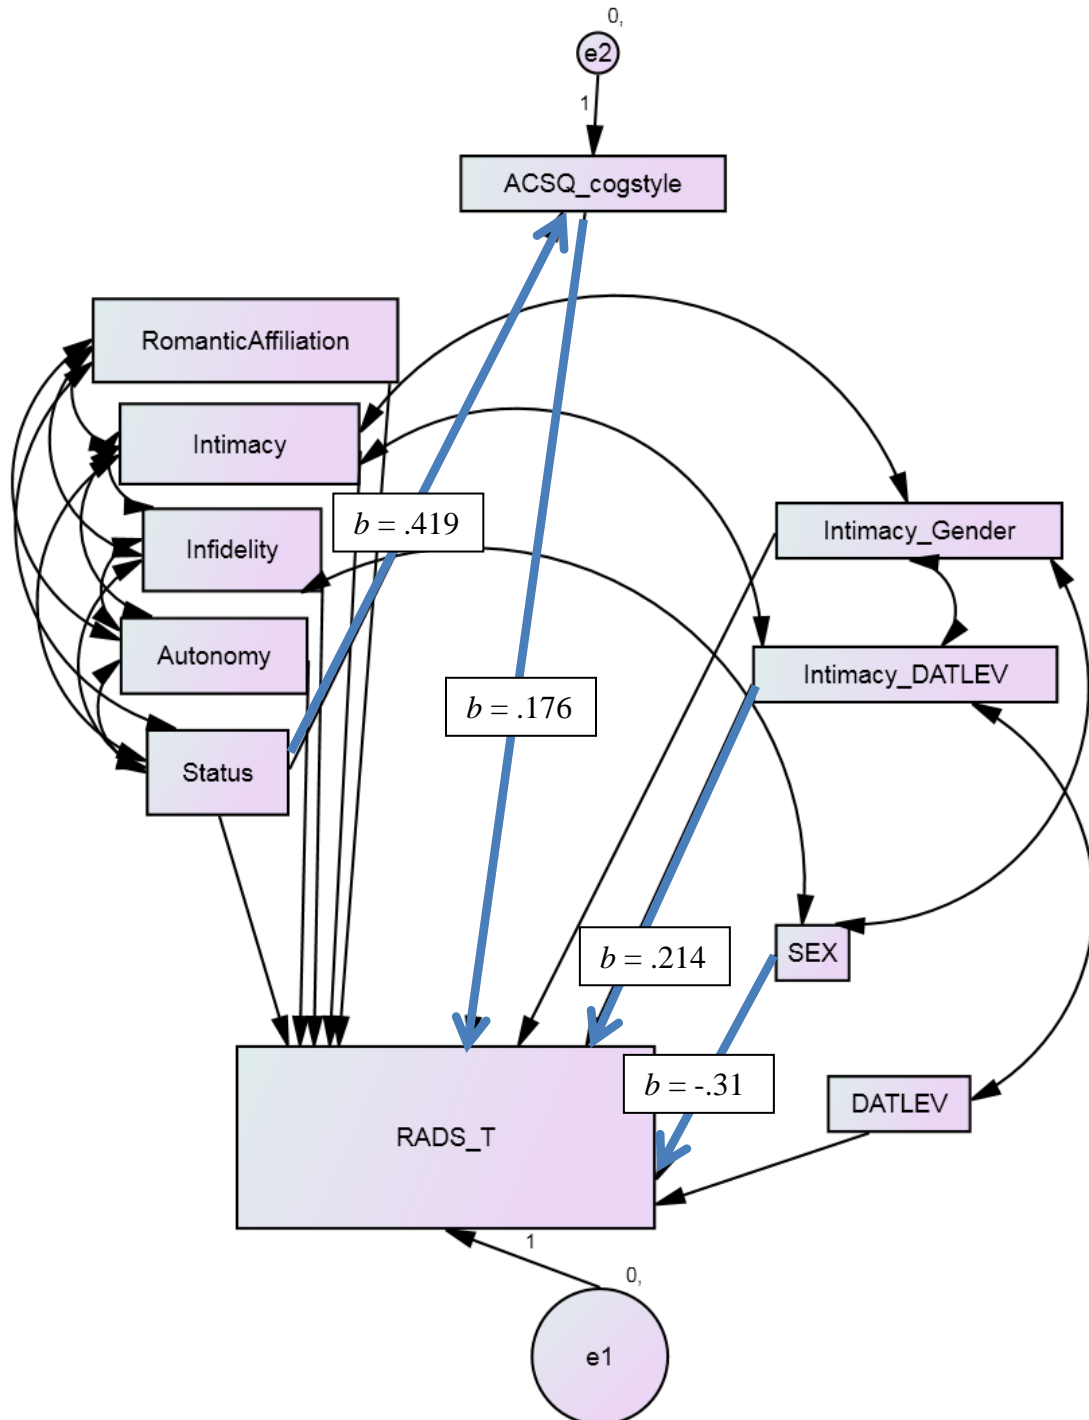 0,
e2
1
ACSQ_cogstyle
RomanticAffiliation
Intimacy
b = .419
Intimacy_Gender
Infidelity
Autonomy
Intimacy_DATLEV
b = .176
Status
b = .214
SEX
b = -.31
DATLEV
RADS_T
1
0,
e1